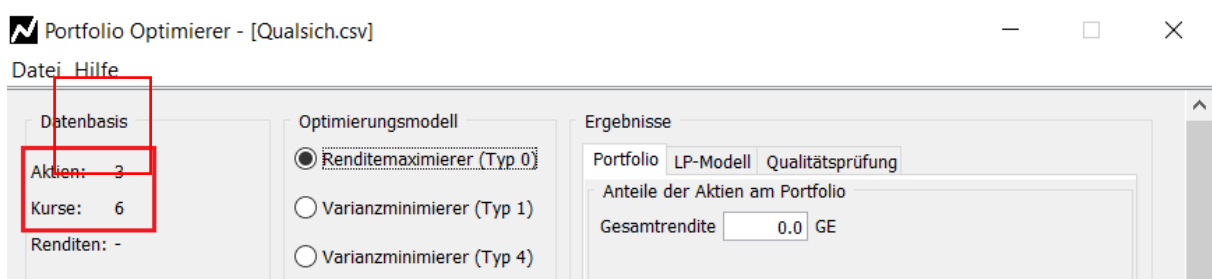 Portfolio Optimierer - [Qualsich.csv]
Datei Hilfe
Datenbasis
Aktien: 3
Kurse: 6
Renditen: -
Optimierungsmodell
Renditemaximierer (Typ 0)
Varianzminimierer (Typ 1)
Varianzminimierer (Typ 4)
Ergebnisse
Portfolio LP-Modell Qualitätsprüfung
Anteile der Aktien am Portfolio
Gesamtrendite 0.0 GE